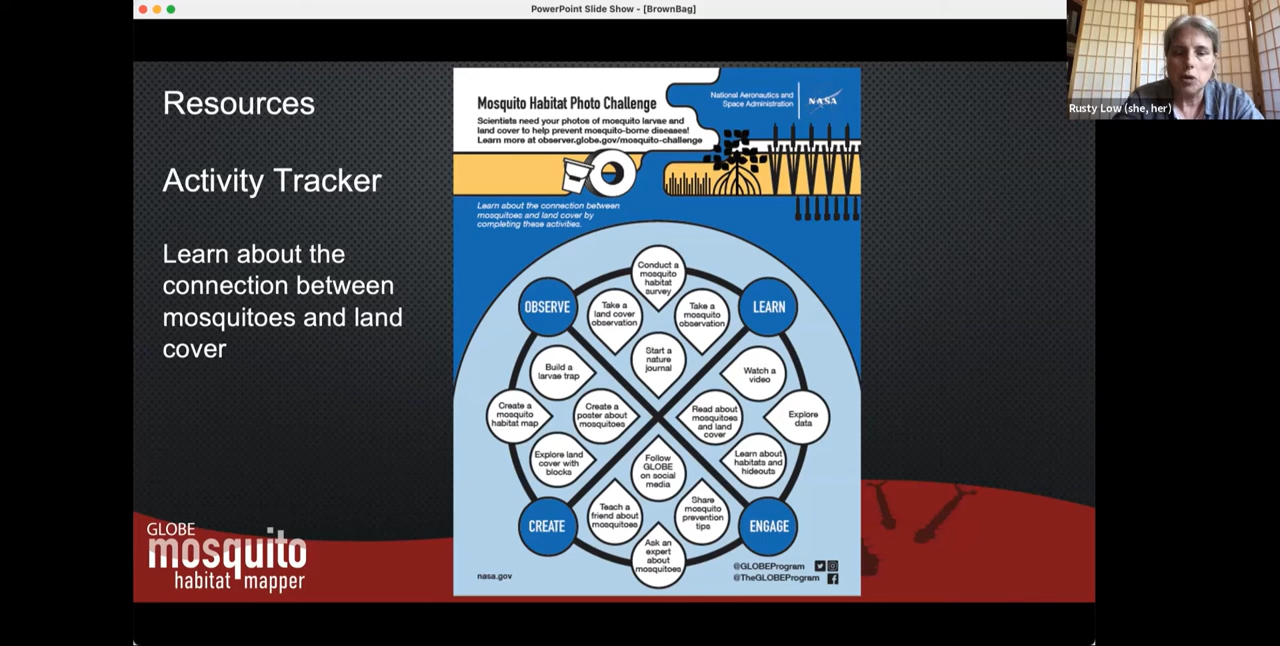 PowerPoint Slide Show - [BrownBag]
Rusty Low (she, her)
Resources
Activity Tracker
Learn about the
connection between
mosquitoes and land
cover
GLOBE
mosquito
habitat mapper
Mosquito Habitat Photo Challenge
Scientists need your photos of mosquito larvae and
land cover to help prevent mosquito-borne diseases!
Learn more at observer.globe.gov/mosquito-challenge
National Aeronautics and
Space Administration
NASA
Learn about the connection between
mosquitoes and land cover by
completing these activities.
OBSERVE
Conduct a
mosquito
habitat
survey
Take a
land cover
observation
Take a
mosquito
observation
Start a
nature
journal
LEARN
Watch a
video
Read about
mosquitoes
and land
cover
Explore
data
Learn about
habitats and
hideouts
Build a
larvae trap
Create a
mosquito
habitat map
Create a
poster about
mosquitoes
Explore land
cover with
blocks
CREATE
Follow
GLOBE
on social
media
Teach a
friend about
mosquitoes
Share
mosquito
prevention
tips
Ask an
expert
about
mosquitoes
ENGAGE
nasa.gov
@GLOBEProgram
@TheGLOBEProgram